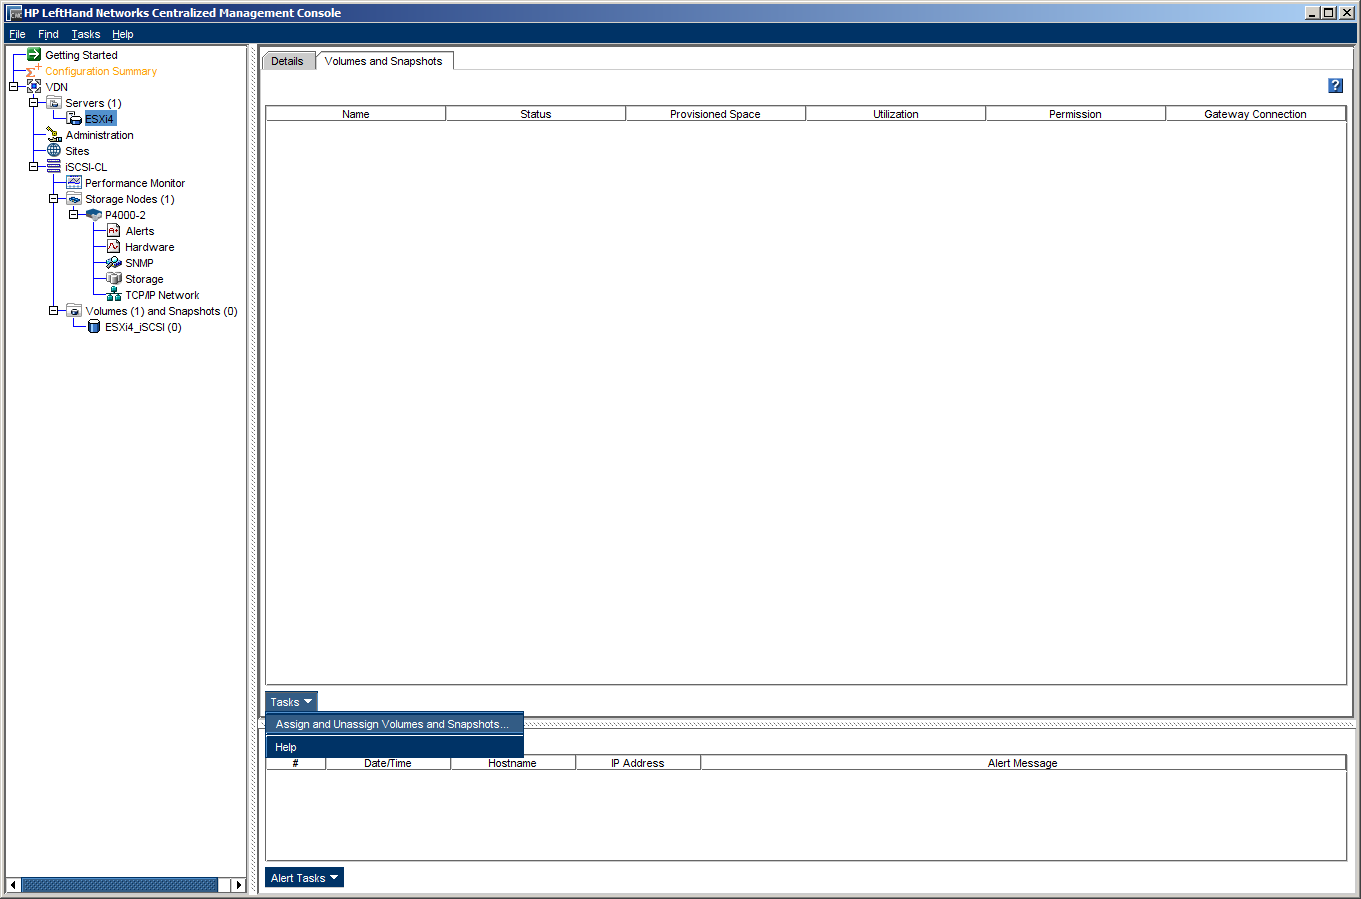 HP LeftHand Networks Centralized Management Console
File Find Tasks Help
Getting Started
Configuration Summary
VDN
Servers (1)
ESXi4
Administration
Sites
iSCSI-CL
Performance Monitor
Storage Nodes (1)
P4000-2
Alerts
Hardware
SNMP
Storage
TCP/IP Network
Volumes (1) and Snapshots (0)
ESXi4_iSCSI (0)
Details Volumes and Snapshots
?
Name Status Provisioned Space Utilization Permission Gateway Connection
Tasks
Assign and Unassign Volumes and Snapshots...
Help
# Date/Time Hostname IP Address Alert Message
Alert Tasks